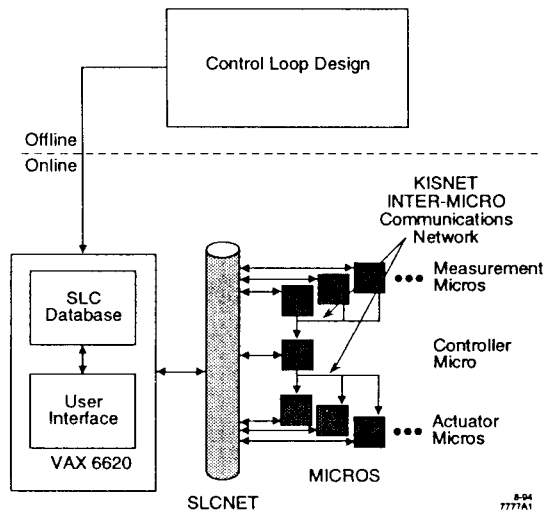 Control Loop Design
Offline
Online
KISNET
INTER-MICRO
Communications
Network
Measurement
Micros
SLC
Database
Controller
Micro
User
Interface
Actuator
Micros
VAX 6620
MICROS
SLCNET
8-94
7777A1